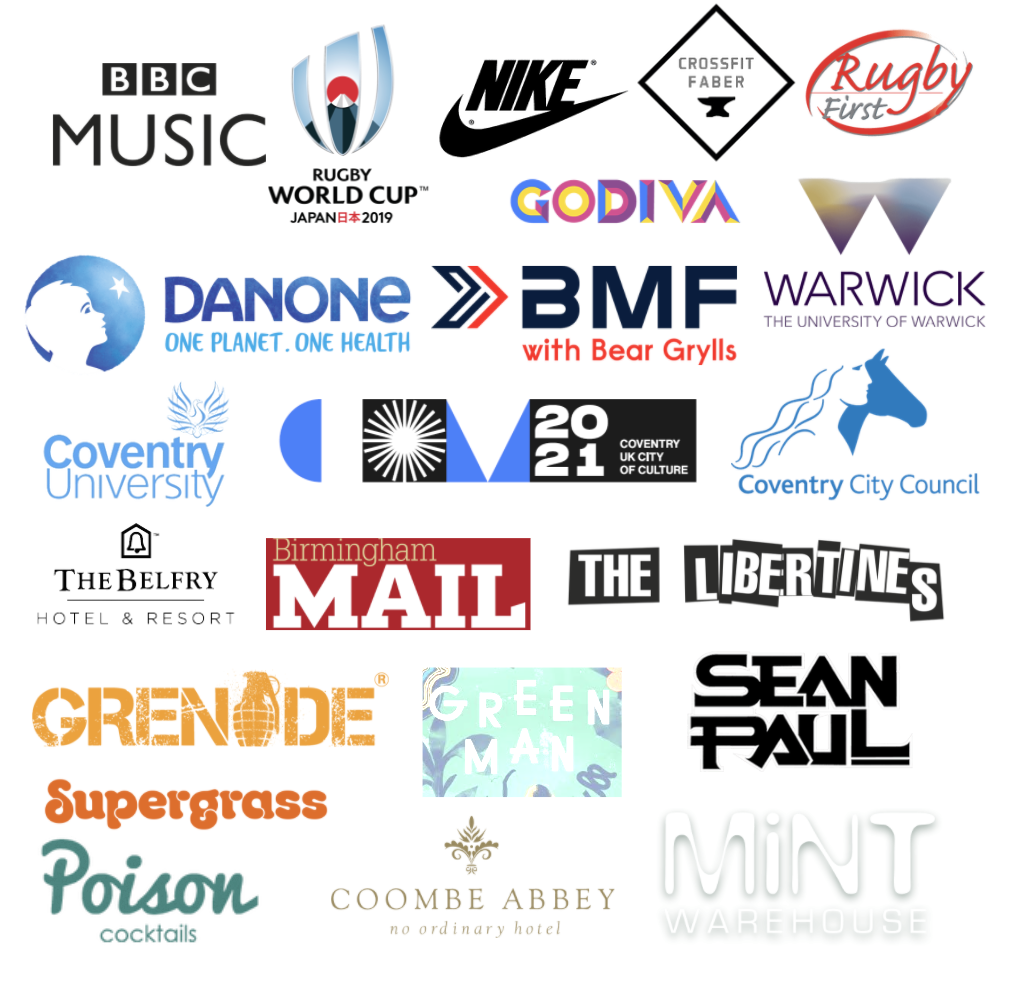 BBC
MUSIC
RUGBY
WORLD CUP™
JAPAN日本2019
NIKE®
®
CROSSFIT
FABER
Rugby
First
GODIVA
WARWICK
THE UNIVERSITY OF WARWICK
DANONE
ONE PLANET. ONE HEALTH
BMF
with Bear Grylls
Coventry
University
20
21
COVENTRY
UK CITY
OF CULTURE
Coventry City Council
™
THE BELFRY
HOTEL & RESORT
Birmingham
MAIL
THE LIBERTINES
GRENADE®
GREEN
MAN
SEAN
PAUL
Supergrass
Poison
cocktails
COOMBE ABBEY
no ordinary hotel
MiNT
WAREHOUSE